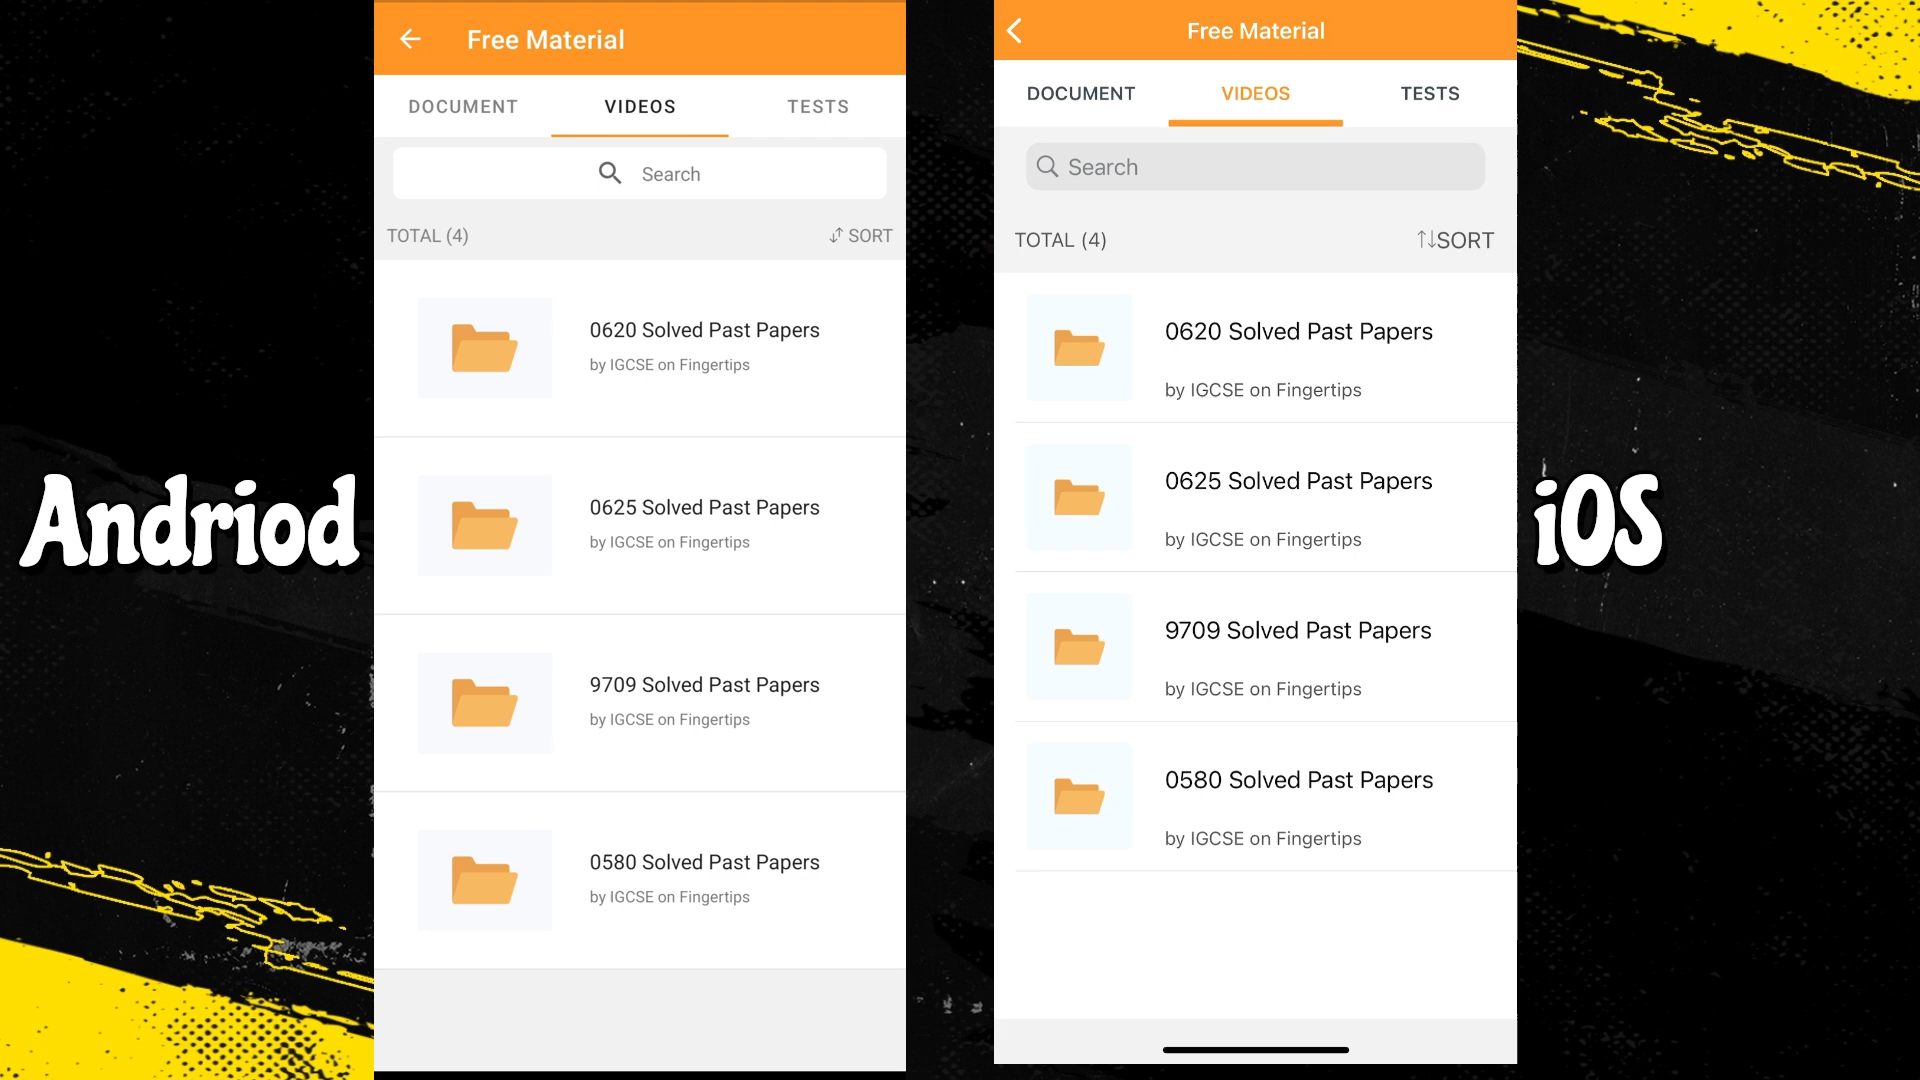 Andriod
Free Material
DOCUMENT VIDEOS TESTS
Search
TOTAL (4) SORT
0620 Solved Past Papers
by IGCSE on Fingertips
0625 Solved Past Papers
by IGCSE on Fingertips
9709 Solved Past Papers
by IGCSE on Fingertips
0580 Solved Past Papers
by IGCSE on Fingertips
Free Material
DOCUMENT VIDEOS TESTS
Search
TOTAL (4) SORT
0620 Solved Past Papers
by IGCSE on Fingertips
0625 Solved Past Papers
by IGCSE on Fingertips
9709 Solved Past Papers
by IGCSE on Fingertips
0580 Solved Past Papers
by IGCSE on Fingertips
iOS